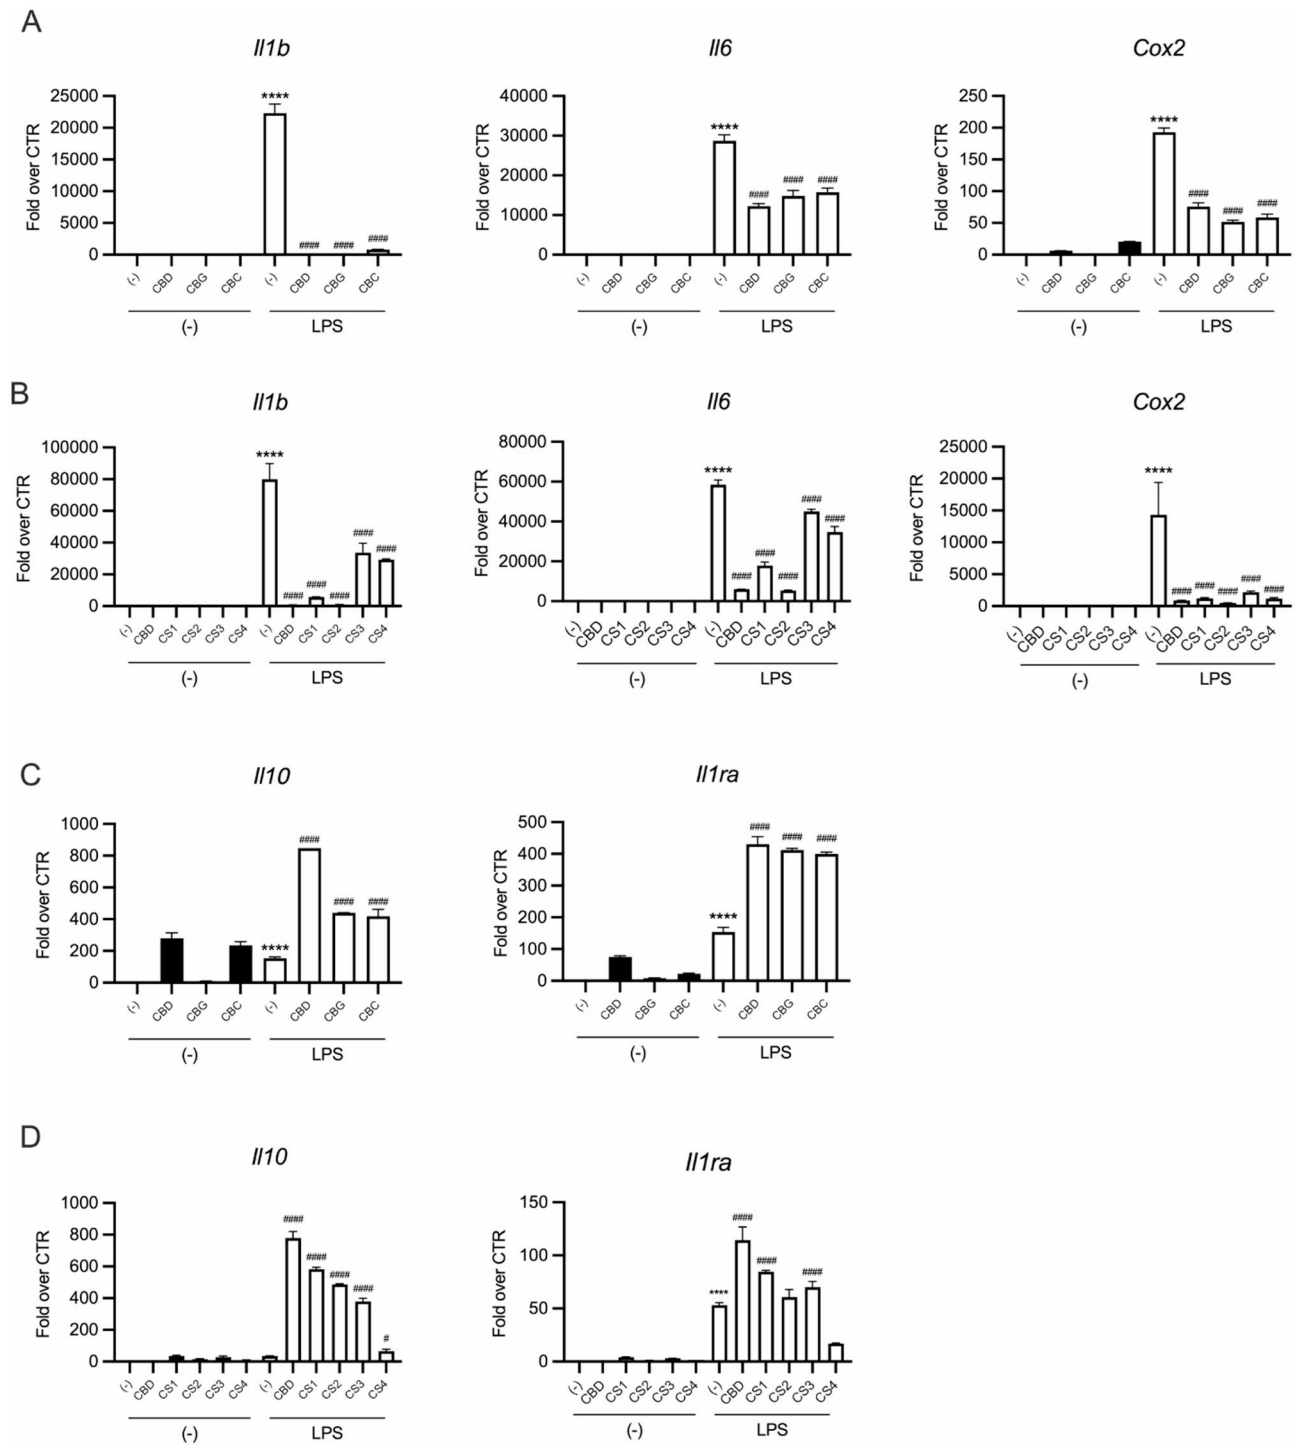 A
Il1b Il6 Cox2
Fold over CTR
25000
20000
15000
10000
5000
0
****
#### #### ####
(-) CBD CBG CBC (-) CBD CBG CBC
(-) LPS
Fold over CTR
40000
30000
20000
10000
0
****
#### #### ####
(-) CBD CBG CBC (-) CBD CBG CBC
(-) LPS
Fold over CTR
250
200
150
100
50
0
****
#### #### ####
(-) CBD CBG CBC (-) CBD CBG CBC
(-) LPS
B
Il1b Il6 Cox2
Fold over CTR
100000
80000
60000
40000
20000
0
****
#### #### #### #### ####
(-) CBD CS1 CS2 CS3 CS4 (-) CBD CS1 CS2 CS3 CS4
(-) LPS
Fold over CTR
80000
60000
40000
20000
0
****
#### #### #### #### ####
(-) CBD CS1 CS2 CS3 CS4 (-) CBD CS1 CS2 CS3 CS4
(-) LPS
Fold over CTR
25000
20000
15000
10000
5000
0
****
#### #### #### #### ####
(-) CBD CS1 CS2 CS3 CS4 (-) CBD CS1 CS2 CS3 CS4
(-) LPS
C
Il10 Il1ra
Fold over CTR
1000
800
600
400
200
0
****
#### #### ####
(-) CBD CBG CBC (-) CBD CBG CBC
(-) LPS
Fold over CTR
500
400
300
200
100
0
****
#### #### ####
(-) CBD CBG CBC (-) CBD CBG CBC
(-) LPS
D
Il10 Il1ra
Fold over CTR
1000
800
600
400
200
0
#### #### #### #### #
(-) CBD CS1 CS2 CS3 CS4 (-) CBD CS1 CS2 CS3 CS4
(-) LPS
Fold over CTR
150
100
50
0
****
#### #### ####
(-) CBD CS1 CS2 CS3 CS4 (-) CBD CS1 CS2 CS3 CS4
(-) LPS